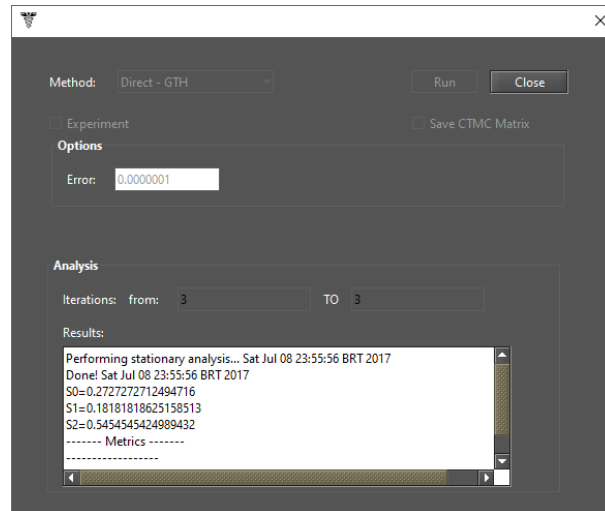 Method: Direct - GTH Run Close
Experiment Save CTMC Matrix
Options
Error: 0.0000001
Analysis
Iterations: from: 3 TO 3
Results:
Performing stationary analysis... Sat Jul 08 23:55:56 BRT 2017
Done! Sat Jul 08 23:55:56 BRT 2017
S0=0.2727272712494716
S1=0.18181818625158513
S2=0.5454545424989432
------- Metrics -------
------------------